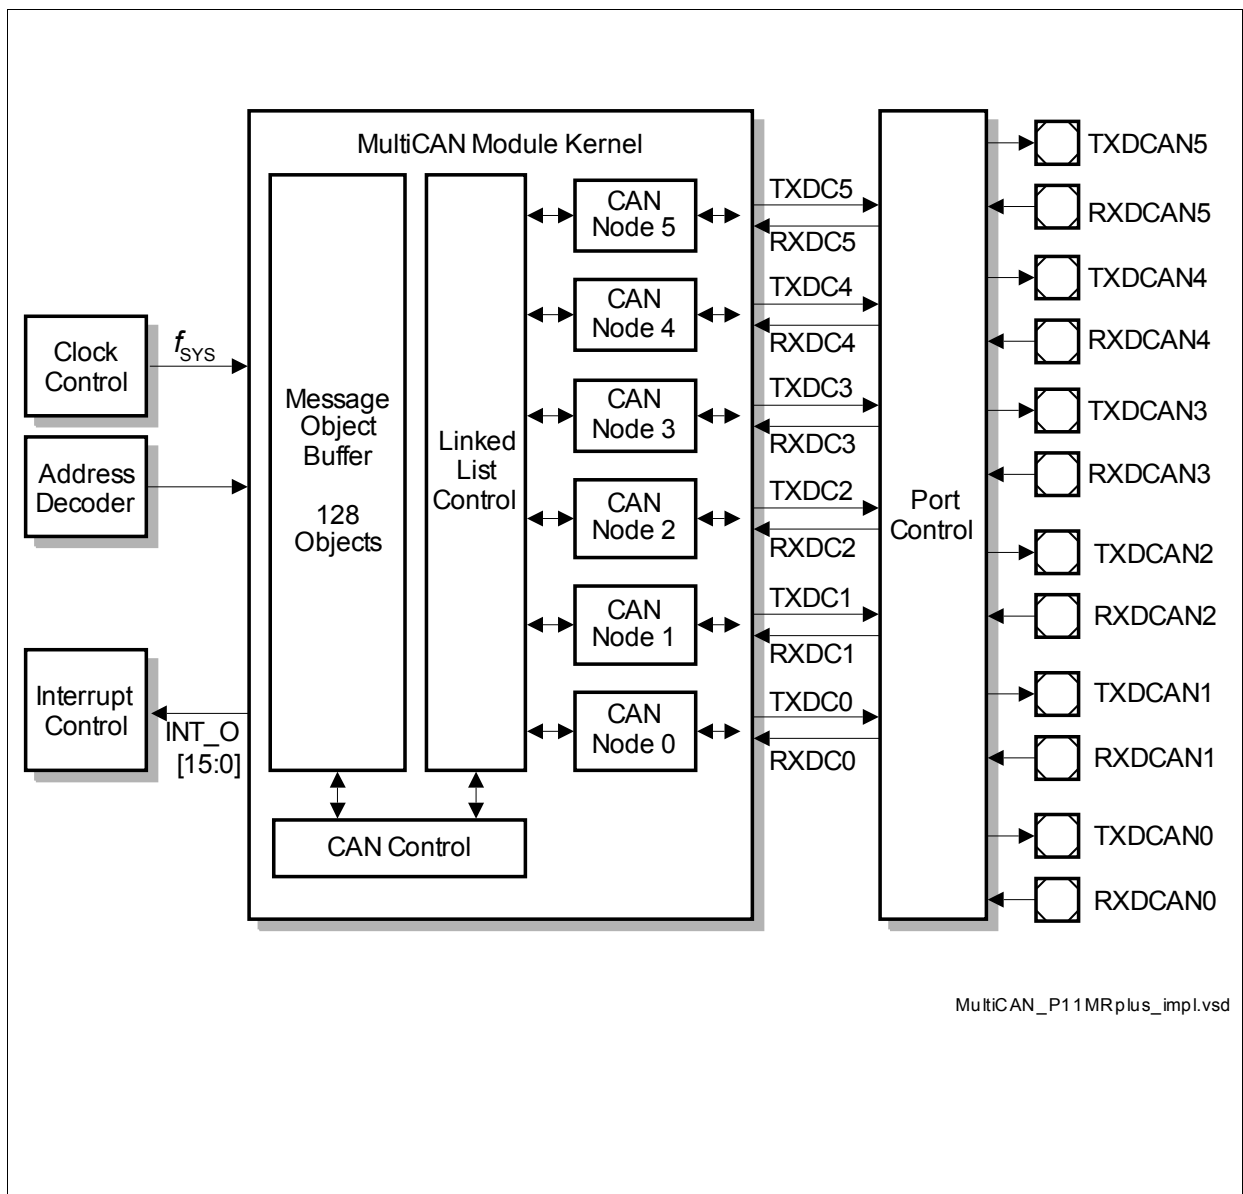 MultiCAN Module Kernel
Clock
Control
fSYS
Address
Decoder
Interrupt
Control
INT_O
[15:0]
Message
Object
Buffer
128
Objects
Linked
List
Control
CAN Control
CAN
Node 5
CAN
Node 4
CAN
Node 3
CAN
Node 2
CAN
Node 1
CAN
Node 0
TXDC5
RXDC5
TXDC4
RXDC4
TXDC3
RXDC3
TXDC2
RXDC2
TXDC1
RXDC1
TXDC0
RXDC0
Port
Control
TXDCAN5
RXDCAN5
TXDCAN4
RXDCAN4
TXDCAN3
RXDCAN3
TXDCAN2
RXDCAN2
TXDCAN1
RXDCAN1
TXDCAN0
RXDCAN0
MultiCAN_P11MRplus_impl.vsd